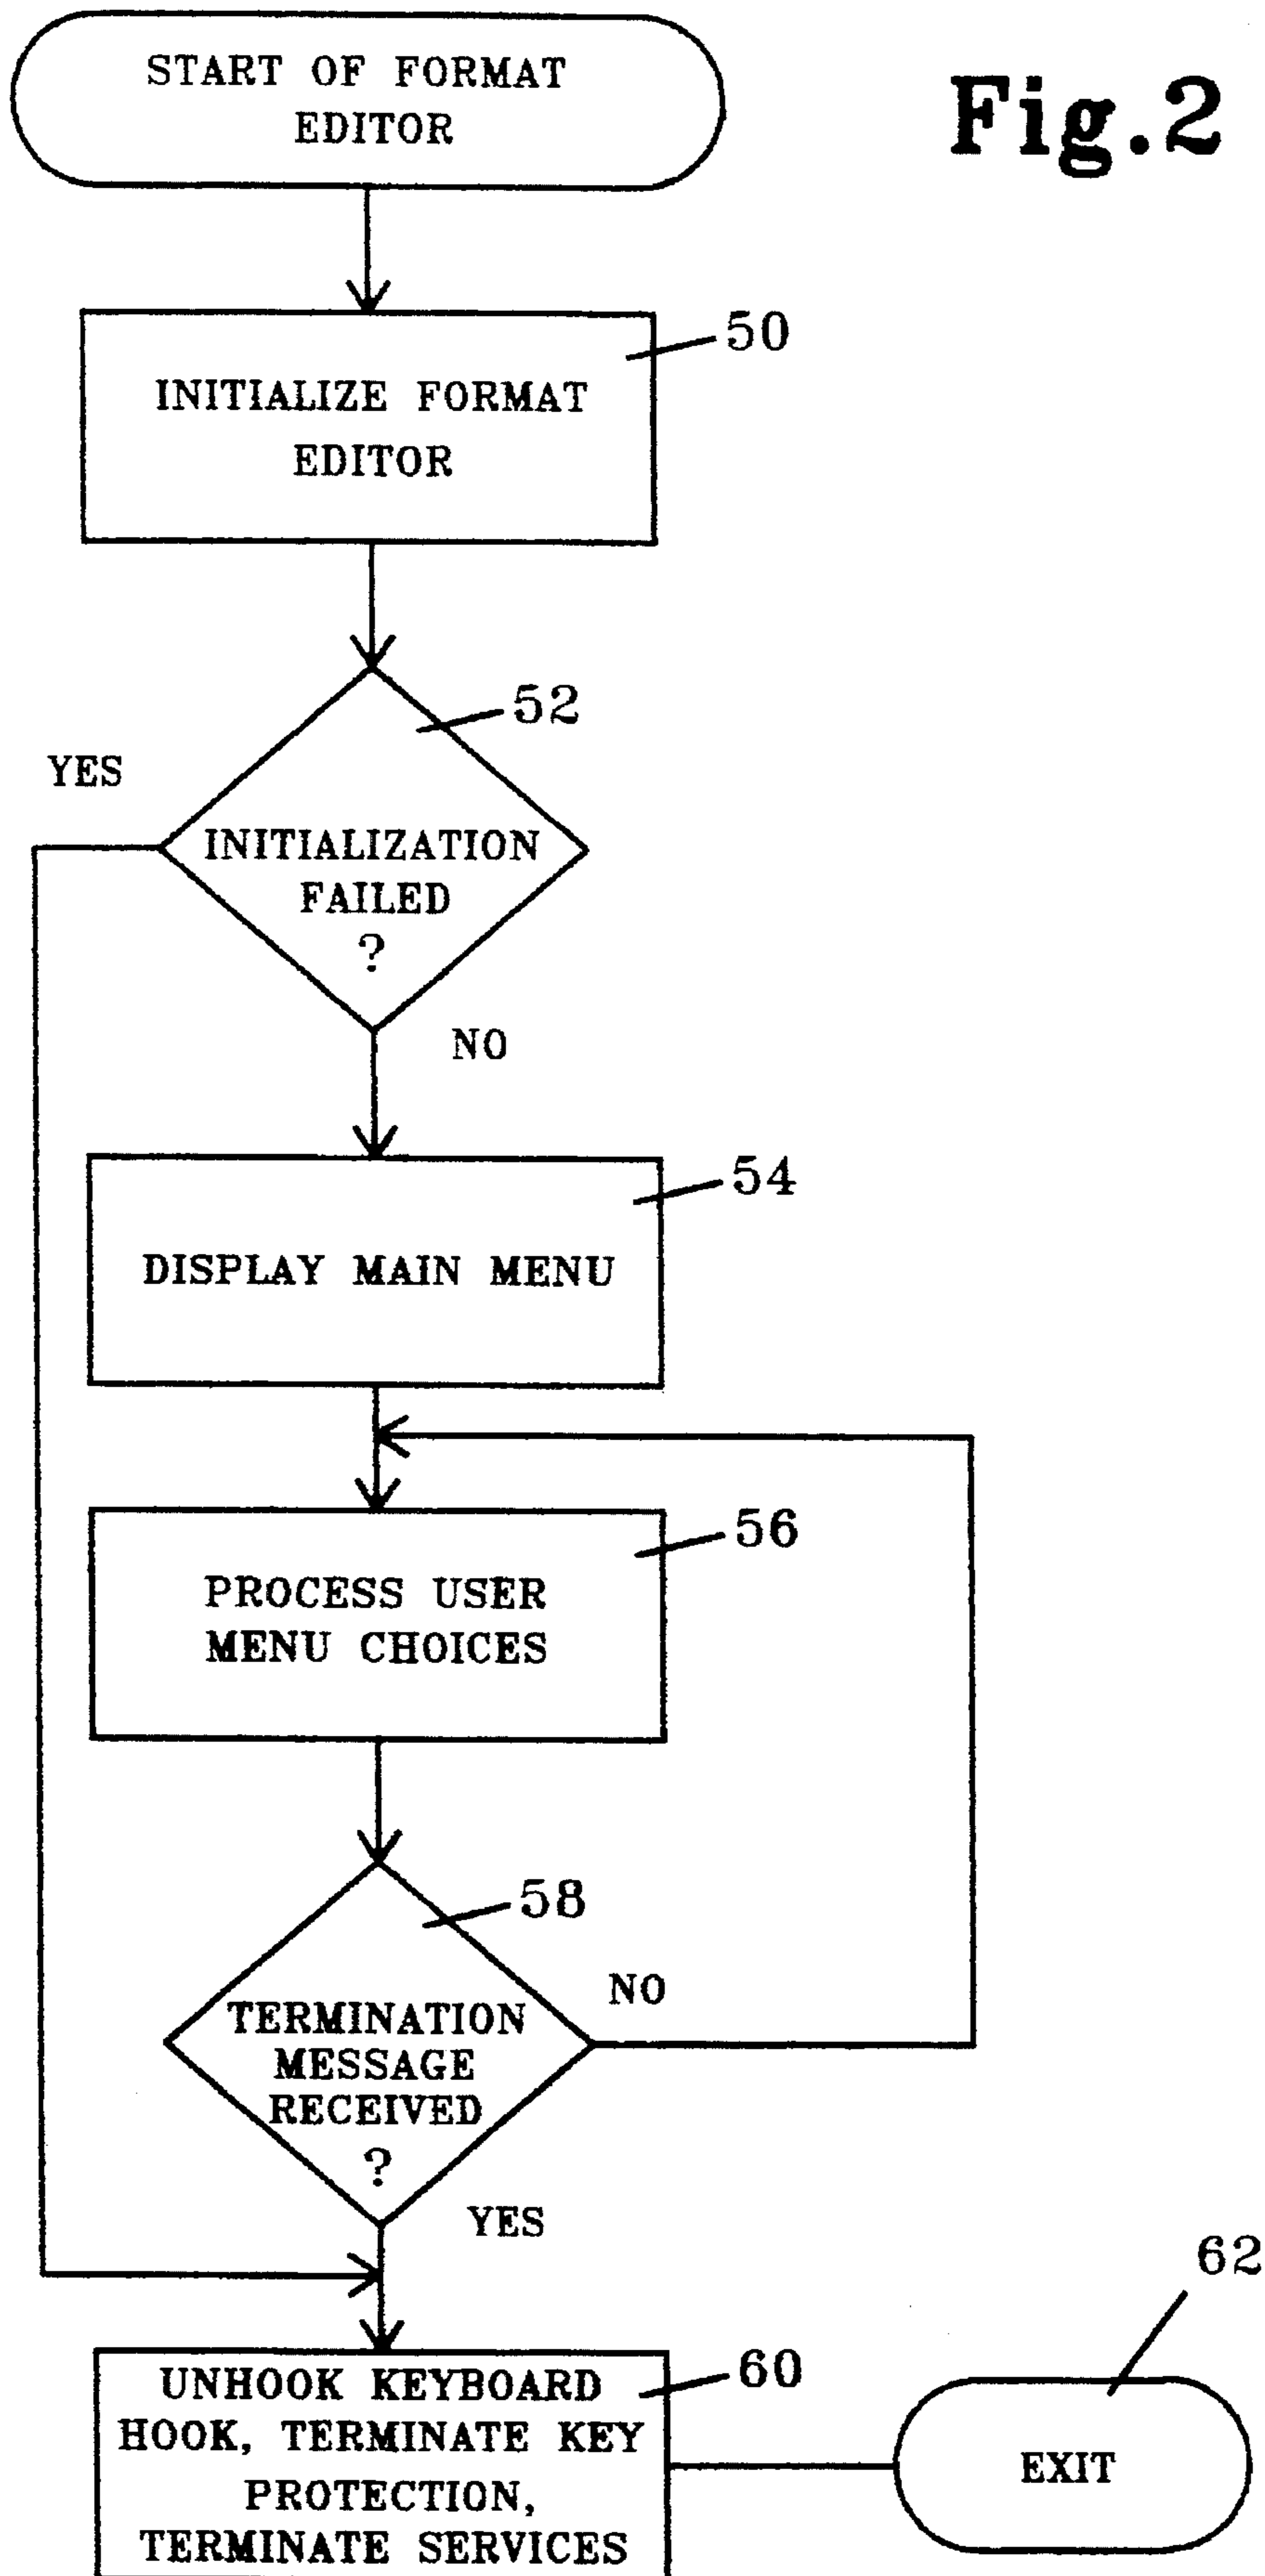 START OF FORMAT
EDITOR
Fig.2
50
INITIALIZE FORMAT
EDITOR
52
YES
INITIALIZATION
FAILED
?
NO
54
DISPLAY MAIN MENU
56
PROCESS USER
MENU CHOICES
58
NO
TERMINATION
MESSAGE
RECEIVED
?
YES
62
60
UNHOOK KEYBOARD
HOOK, TERMINATE KEY
PROTECTION,
TERMINATE SERVICES
EXIT